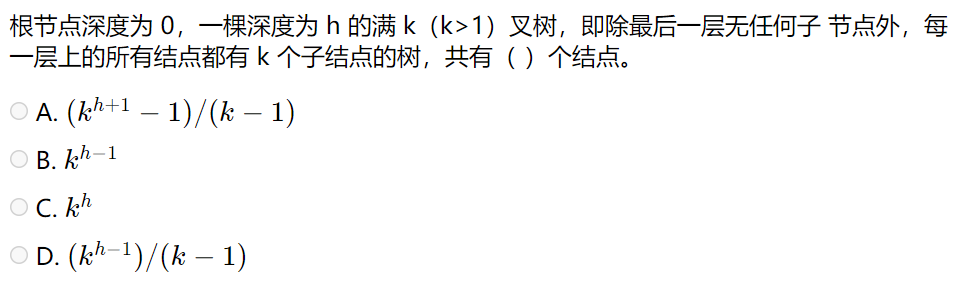 根节点深度为 0，一棵深度为 h 的满 k（k>1）叉树，即除最后一层无任何子 节点外，每
一层上的所有结点都有 k 个子结点的树，共有（ ）个结点。
A. $(k^{h+1} - 1)/(k - 1)$
B. $k^{h-1}$
C. $k^h$
D. $(k^{h-1})/(k - 1)$